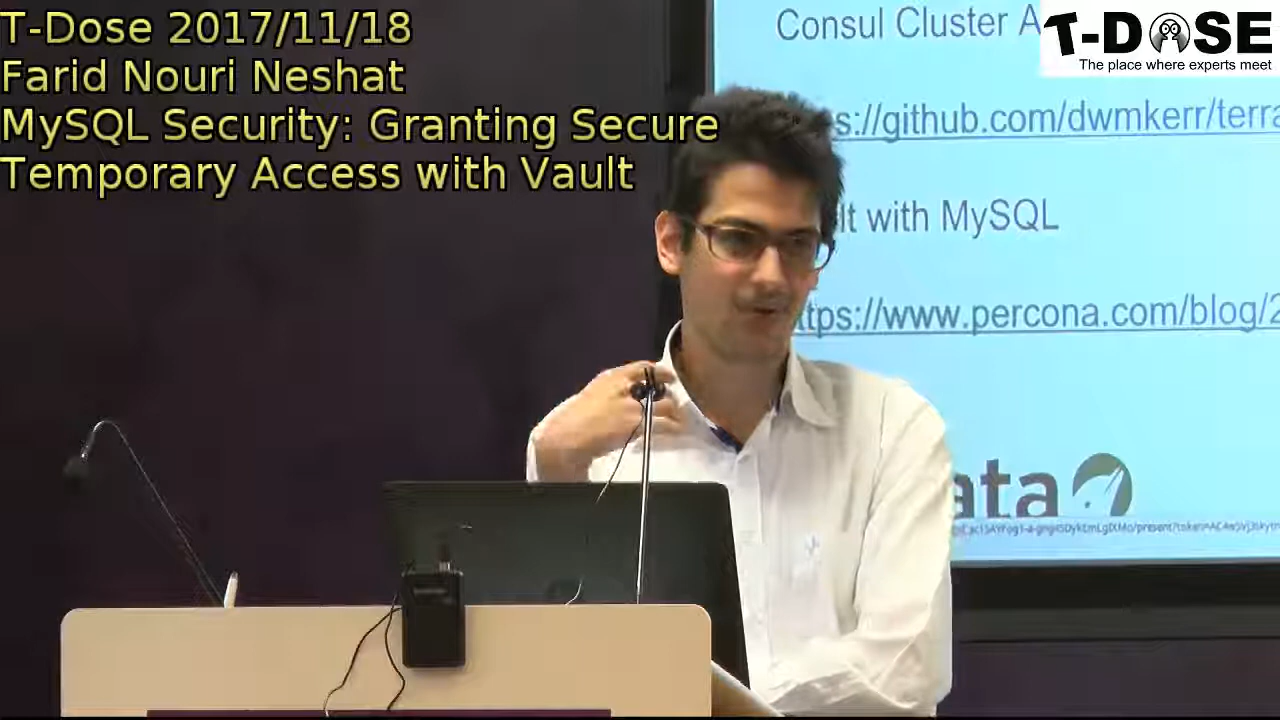 T-Dose 2017/11/18
Farid Nouri Neshat
MySQL Security: Granting Secure
Temporary Access with Vault
T-DOSE
The place where experts meet
Consul Cluster A
s://github.com/dwmkerr/terra
lt with MySQL
ttps://www.percona.com/blog/2
ata